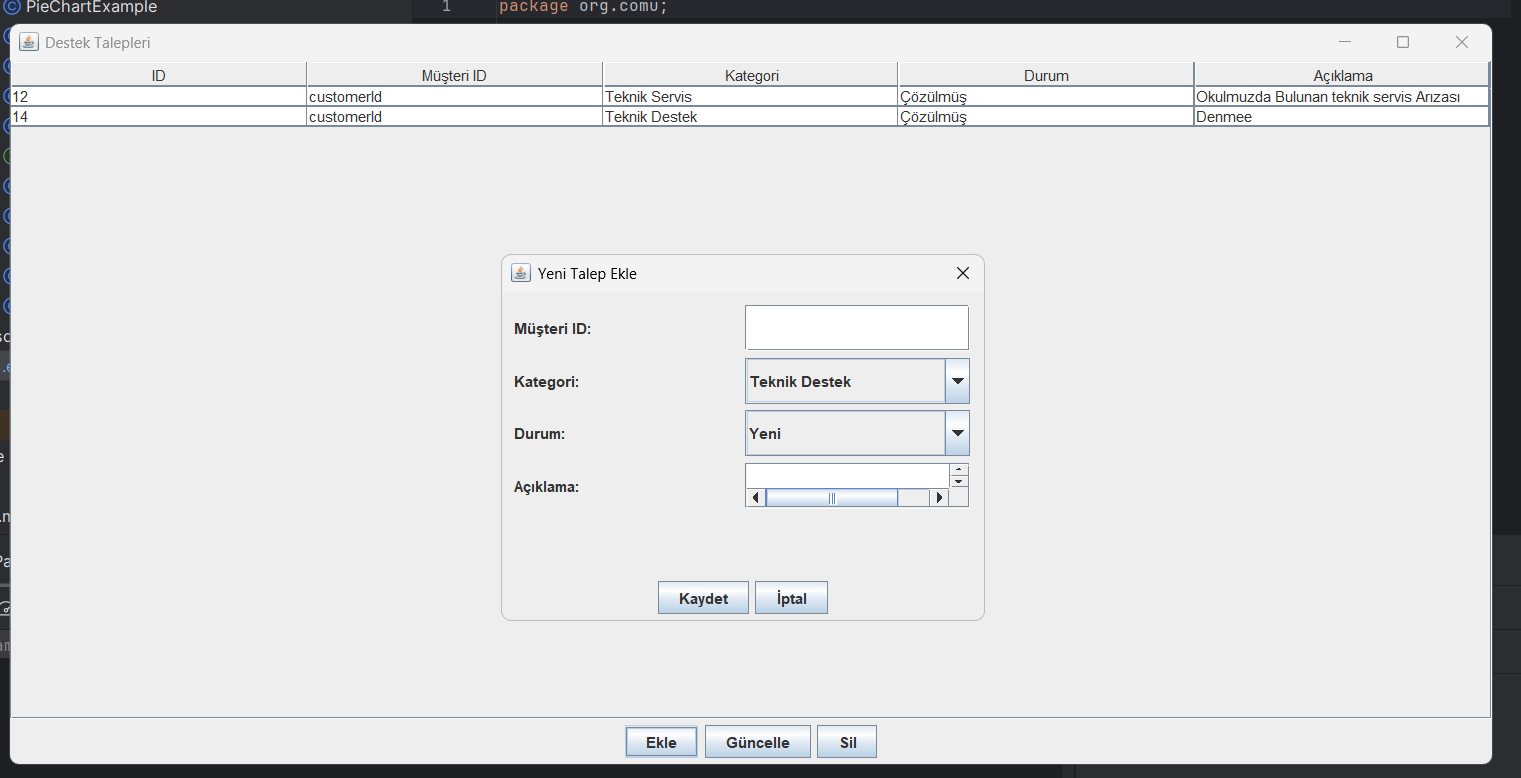 PieChartExample
1 package org.comu;
Destek Talepleri
ID Müşteri ID Kategori Durum Açıklama
12 customerId Teknik Servis Çözülmüş Okulmuzda Bulunan teknik servis Arızası
14 customerId Teknik Destek Çözülmüş Denmee
Yeni Talep Ekle
Müşteri ID:
Kategori: Teknik Destek
Durum: Yeni
Açıklama:
Kaydet İptal
Ekle Güncelle Sil